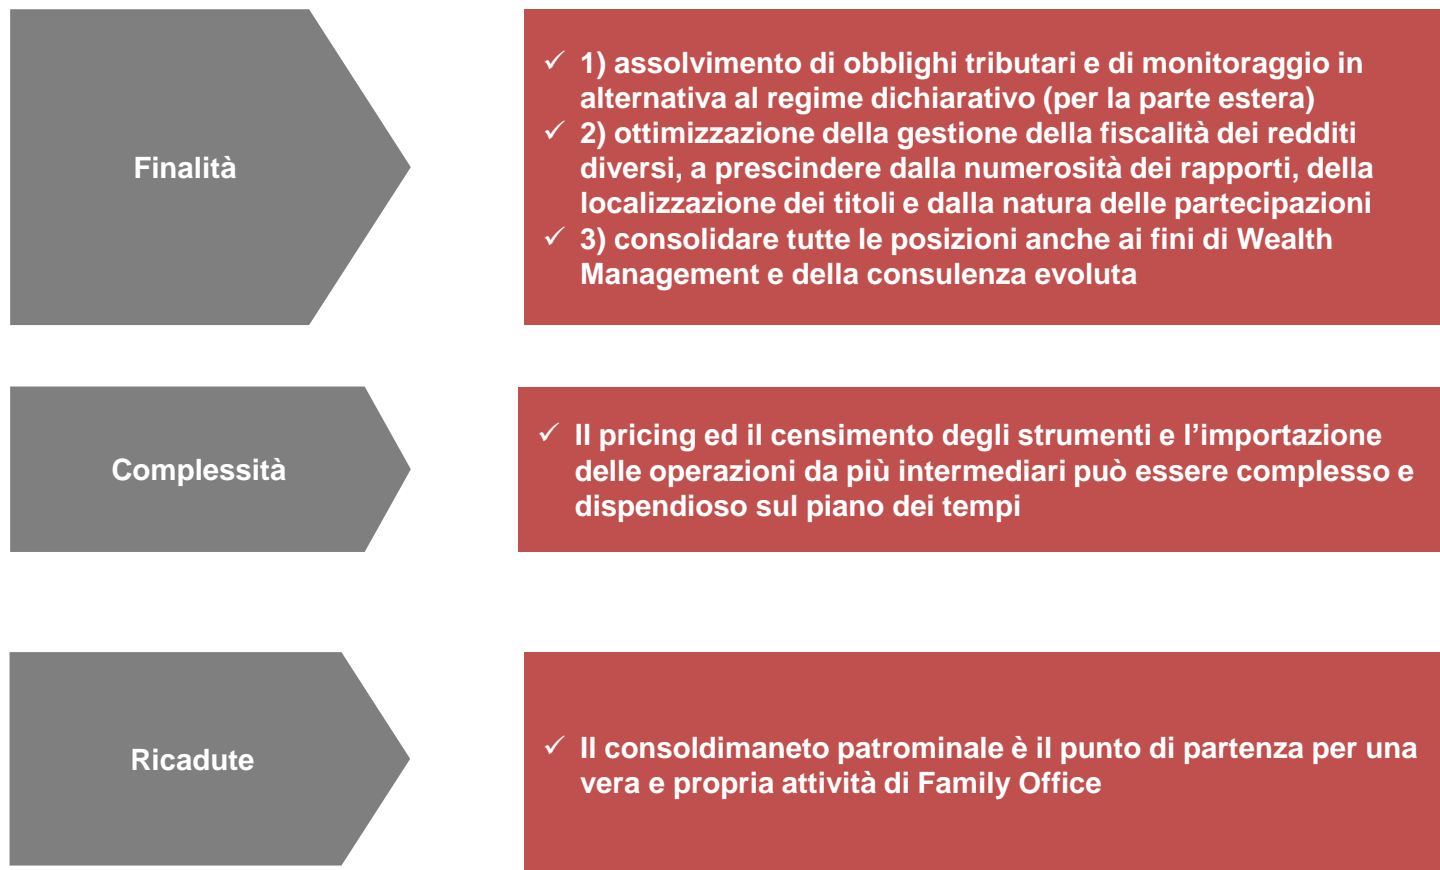 Finalità
✓ 1) assolvimento di obblighi tributari e di monitoraggio in
alternativa al regime dichiarativo (per la parte estera)
✓ 2) ottimizzazione della gestione della fiscalità dei redditi
diversi, a prescindere dalla numerosità dei rapporti, della
localizzazione dei titoli e dalla natura delle partecipazioni
✓ 3) consolidare tutte le posizioni anche ai fini di Wealth
Management e della consulenza evoluta
Complessità
✓ Il pricing ed il censimento degli strumenti e l’importazione
delle operazioni da più intermediari può essere complesso e
dispendioso sul piano dei tempi
Ricadute
✓ Il consoldimaneto patrominale è il punto di partenza per una
vera e propria attività di Family Office